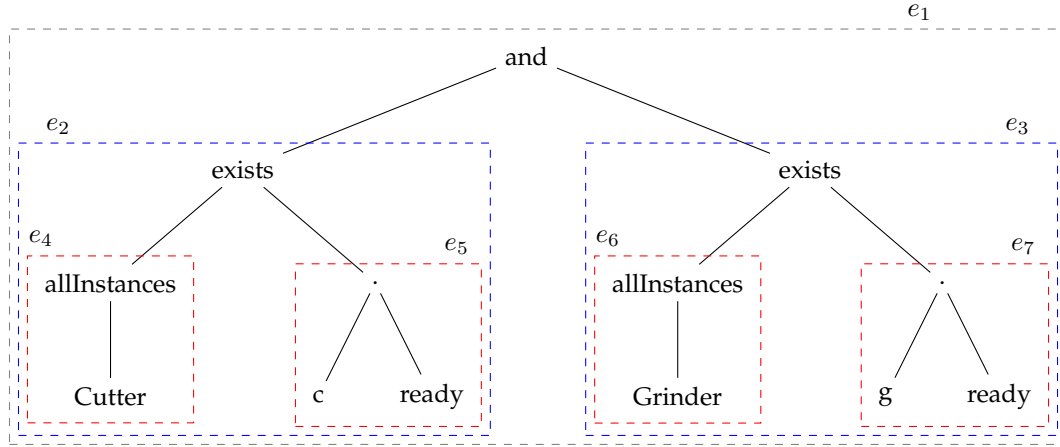 e₁
and
e₂ e₃
exists exists
e₄ e₅ e₆ e₇
allInstances . allInstances .
Cutter c ready Grinder g ready